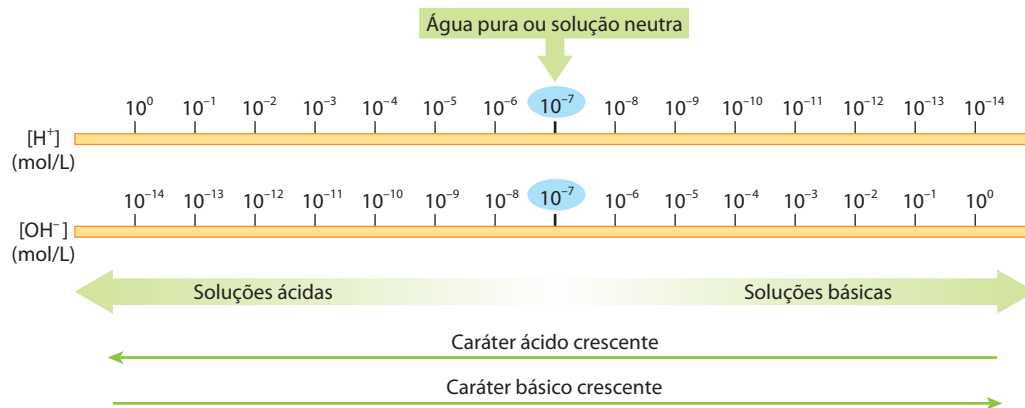 Água pura ou solução neutra
10⁰ 10⁻¹ 10⁻² 10⁻³ 10⁻⁴ 10⁻⁵ 10⁻⁶ 10⁻⁷ 10⁻⁸ 10⁻⁹ 10⁻¹⁰ 10⁻¹¹ 10⁻¹² 10⁻¹³ 10⁻¹⁴
[H⁺]
(mol/L)
10⁻¹⁴ 10⁻¹³ 10⁻¹² 10⁻¹¹ 10⁻¹⁰ 10⁻⁹ 10⁻⁸ 10⁻⁷ 10⁻⁶ 10⁻⁵ 10⁻⁴ 10⁻³ 10⁻² 10⁻¹ 10⁰
[OH⁻]
(mol/L)
Soluções ácidas Soluções básicas
Caráter ácido crescente
Caráter básico crescente